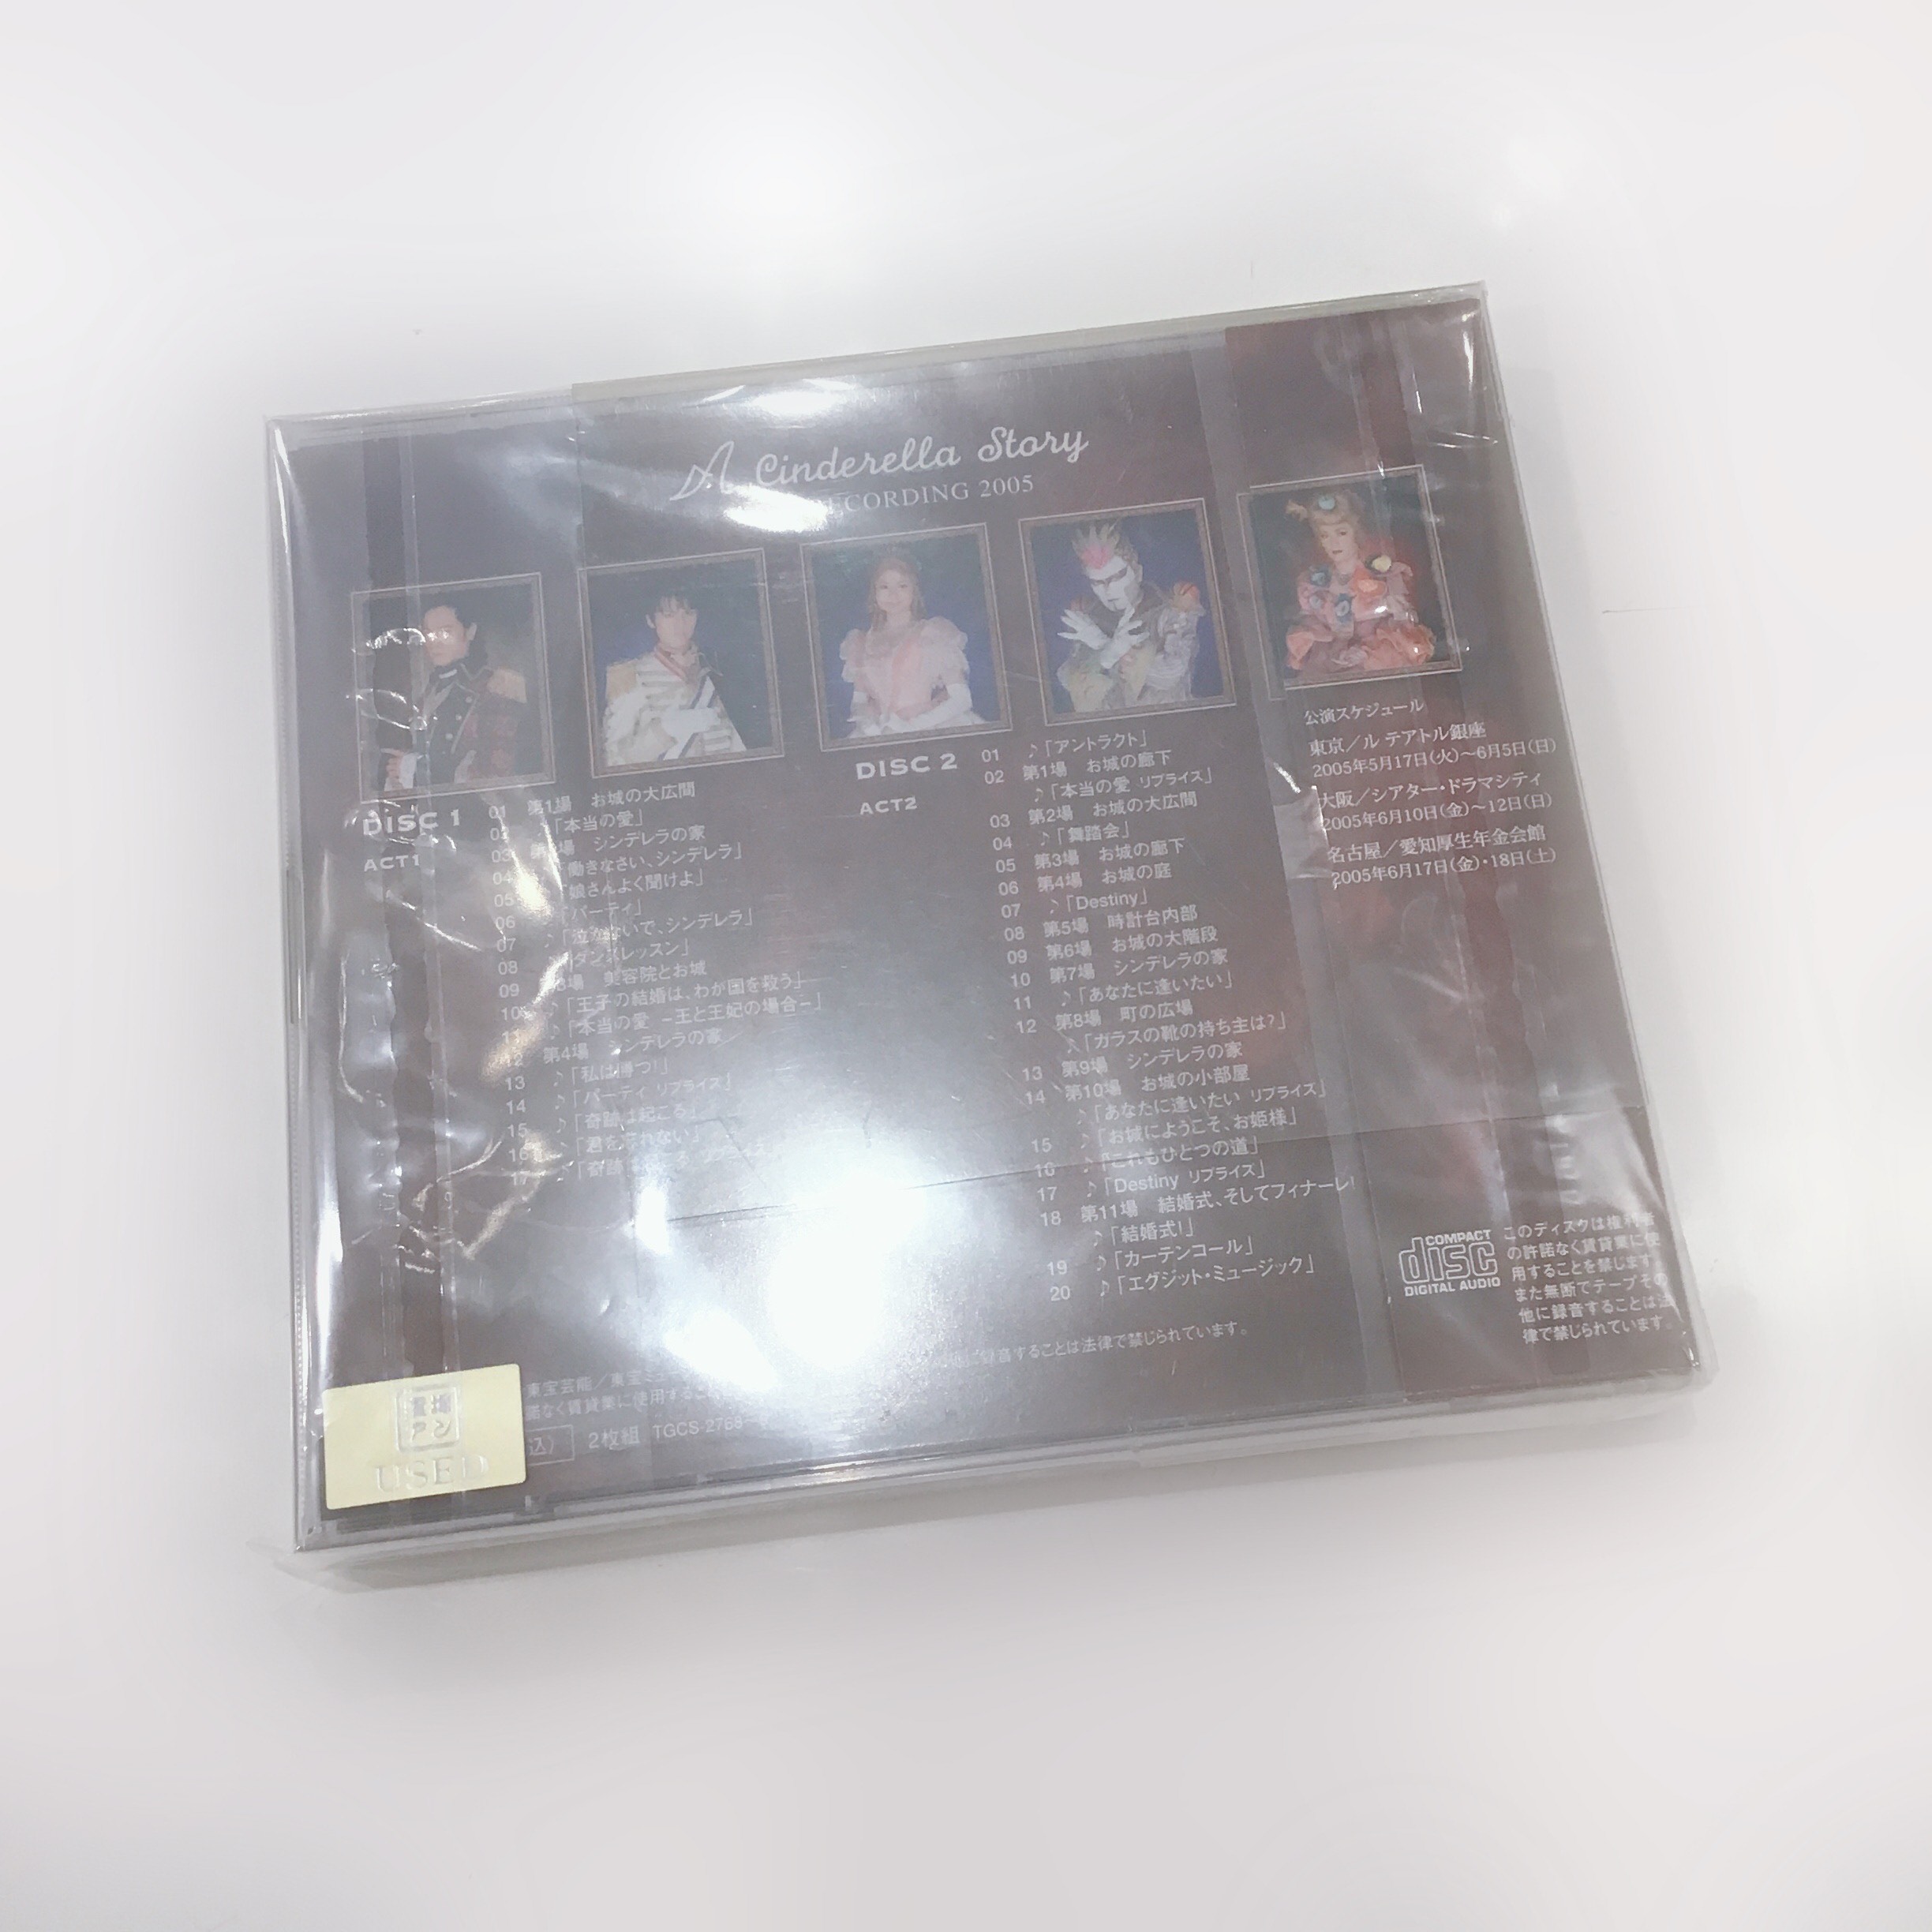 A Cinderella Story
RECORDING 2005
DISC 1
ACT1
01 第1場 お城の大広間
「本当の愛」
シンデレラの家
「働きなさい、シンデレラ」
「娘さんよく聞けよ」
「パーティ」
「泣かないで、シンデレラ」
「ダンスレッスン」
美容院とお城
10 ♪「王子の結婚は、わが国を救う」
11 ♪「本当の愛 −王と王妃の場合−」
12 第4場 シンデレラの家
13 ♪「私は勝つ!」
14 ♪「パーティ リプライズ」
15 ♪「奇跡は起こる」
16 ♪「君を忘れない」
17 ♪「奇跡
DISC 2
ACT2
01 ♪「アントラクト」
02 第1場 お城の廊下
♪「本当の愛 リプライズ」
03 第2場 お城の大広間
04 ♪「舞踏会」
05 第3場 お城の廊下
06 第4場 お城の庭
07 ♪「Destiny」
08 第5場 時計台内部
09 第6場 お城の大階段
10 第7場 シンデレラの家
11 ♪「あなたに逢いたい」
12 第8場 町の広場
♪「ガラスの靴の持ち主は?」
13 第9場 シンデレラの家
14 第10場 お城の小部屋
♪「あなたに逢いたい リプライズ」
15 ♪「お城にようこそ、お姫様」
16 ♪「これもひとつの道」
17 ♪「Destiny リプライズ」
18 第11場 結婚式、そしてフィナーレ!
♪「結婚式!」
19 ♪「カーテンコール」
20 ♪「エグジット・ミュージック」
公演スケジュール
東京/ル テアトル銀座
2005年5月17日(火)〜6月5日(日)
大阪/シアター・ドラマシティ
2005年6月10日(金)〜12日(日)
名古屋/愛知厚生年金会館
2005年6月17日(金)・18日(土)
COMPACT
disc
DIGITAL AUDIO
このディスクは権利者
の許諾なく賃貸業に使
用することを禁じます。
また無断でテープその
他に録音することは法
律で禁じられています。
東宝芸能/東宝ミ
諾なく賃貸業に使用するこ
音することは法律で禁じられています。
込) 2枚組 TGCS-2769
アン
USED